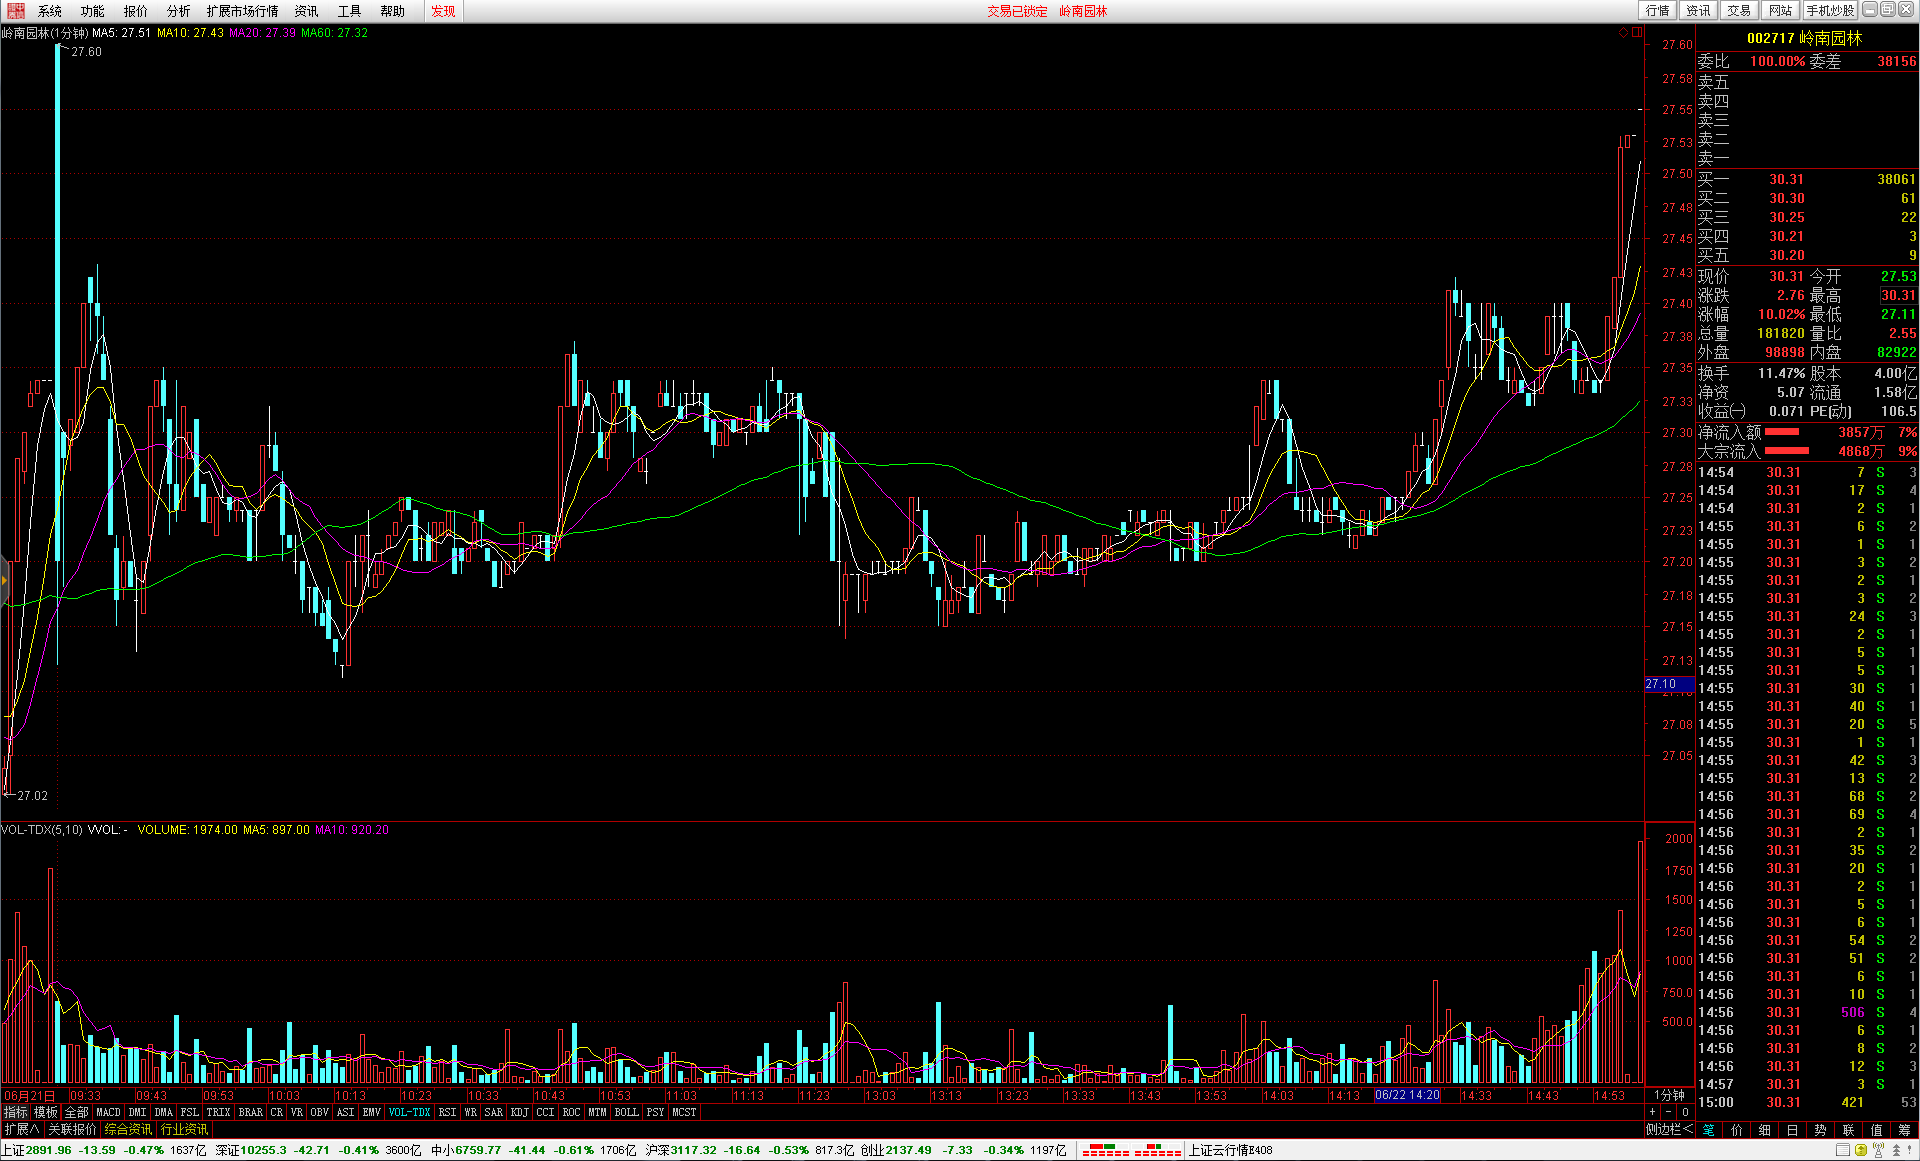 系统 功能 报价 分析 扩展市场行情 资讯 工具 帮助 发现 交易已锁定 岭南园林 行情 资讯 交易 网站 手机炒股
岭南园林(1分钟) MA5: 27.51 MA10: 27.43 MA20: 27.39 MA60: 27.32
27.60
27.02
27.60
27.58
27.55
27.53
27.50
27.48
27.45
27.43
27.40
27.38
27.35
27.33
27.30
27.28
27.25
27.23
27.20
27.18
27.15
27.13
27.10
27.08
27.05
VOL-TDX(5,10) VVOL: - VOLUME: 1974.00 MA5: 897.00 MA10: 920.20
2000
1750
1500
1250
1000
750.0
500.0
06月21日 09:33 09:43 09:53 10:03 10:13 10:23 10:33 10:43 10:53 11:03 11:13 11:23 13:03 13:13 13:23 13:33 13:43 13:53 14:03 14:13 06/22 14:20 14:33 14:43 14:53 1分钟
指标 模板 全部 MACD DMI DMA FSL TRIX BRAR CR VR OBV ASI EMV VOL-TDX RSI WR SAR KDJ CCI ROC MTM BOLL PSY MCST + - 0
扩展∧ 关联报价 综合资讯 行业资讯 侧边栏<
002717 岭南园林
委比 100.00% 委差 38156
卖五
卖四
卖三
卖二
卖一
买一 30.31 38061
买二 30.30 61
买三 30.25 22
买四 30.21 3
买五 30.20 9
现价 30.31 今开 27.53
涨跌 2.76 最高 30.31
涨幅 10.02% 最低 27.11
总量 181820 量比 2.55
外盘 98898 内盘 82922
换手 11.47% 股本 4.00亿
净资 5.07 流通 1.58亿
收益(一) 0.071 PE(动) 106.5
净流入额 3857万 7%
大宗流入 4868万 9%
14:54 30.31 7 S 3
14:54 30.31 17 S 4
14:54 30.31 2 S 1
14:55 30.31 6 S 2
14:55 30.31 1 S 1
14:55 30.31 3 S 2
14:55 30.31 2 S 1
14:55 30.31 3 S 2
14:55 30.31 24 S 3
14:55 30.31 2 S 1
14:55 30.31 5 S 1
14:55 30.31 5 S 1
14:55 30.31 30 S 1
14:55 30.31 40 S 1
14:55 30.31 20 S 5
14:55 30.31 1 S 1
14:55 30.31 42 S 3
14:55 30.31 13 S 2
14:56 30.31 68 S 2
14:56 30.31 69 S 4
14:56 30.31 2 S 1
14:56 30.31 35 S 2
14:56 30.31 20 S 1
14:56 30.31 2 S 1
14:56 30.31 5 S 1
14:56 30.31 6 S 1
14:56 30.31 54 S 2
14:56 30.31 51 S 2
14:56 30.31 6 S 1
14:56 30.31 10 S 1
14:56 30.31 506 S 4
14:56 30.31 6 S 1
14:56 30.31 8 S 2
14:56 30.31 12 S 3
14:57 30.31 3 S 1
15:00 30.31 421 53
笔 价 细 日 势 联 值 筹
上证2891.96 -13.59 -0.47% 1637亿 深证10255.3 -42.71 -0.41% 3600亿 中小6759.77 -41.44 -0.61% 1706亿 沪深3117.32 -16.64 -0.53% 817.3亿 创业2137.49 -7.33 -0.34% 1197亿 上证云行情E408